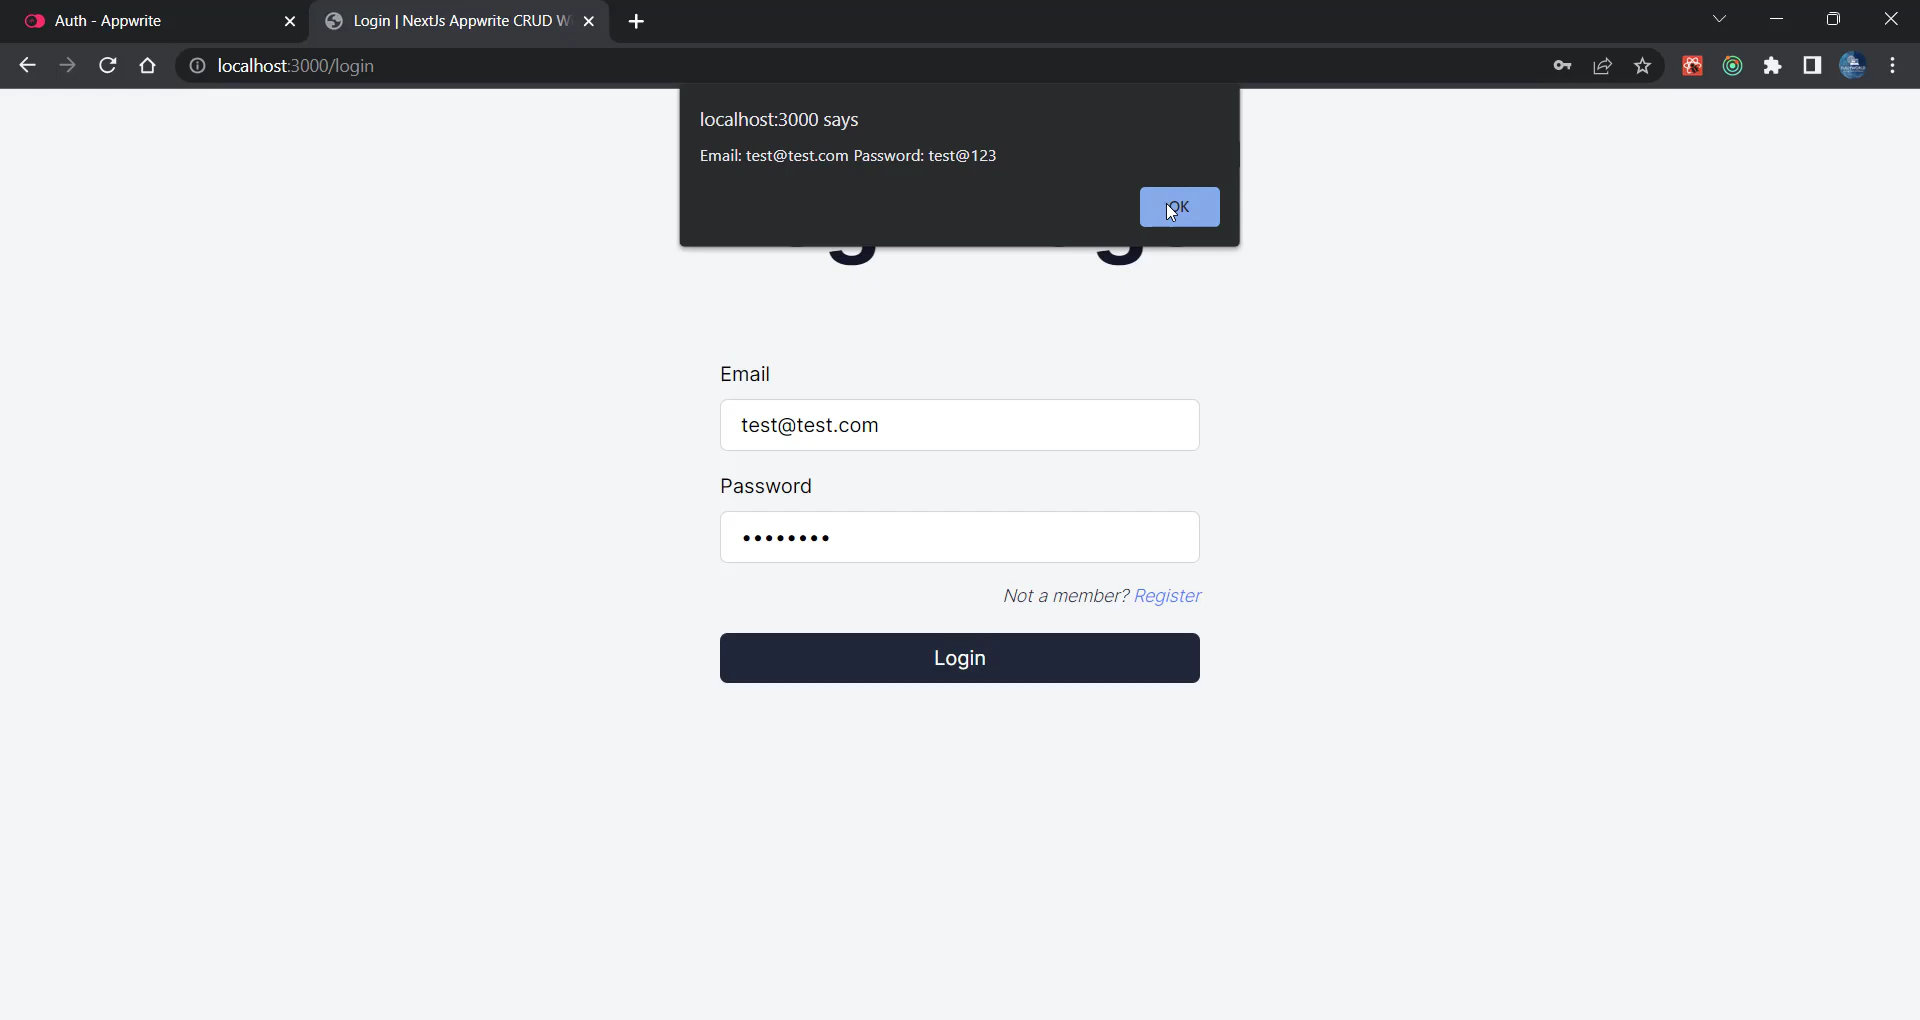 Auth - Appwrite
Login | NextJs Appwrite CRUD W
localhost:3000/login
localhost:3000 says
Email: test@test.com Password: test@123
OK
Email
test@test.com
Password
Not a member? Register
Login